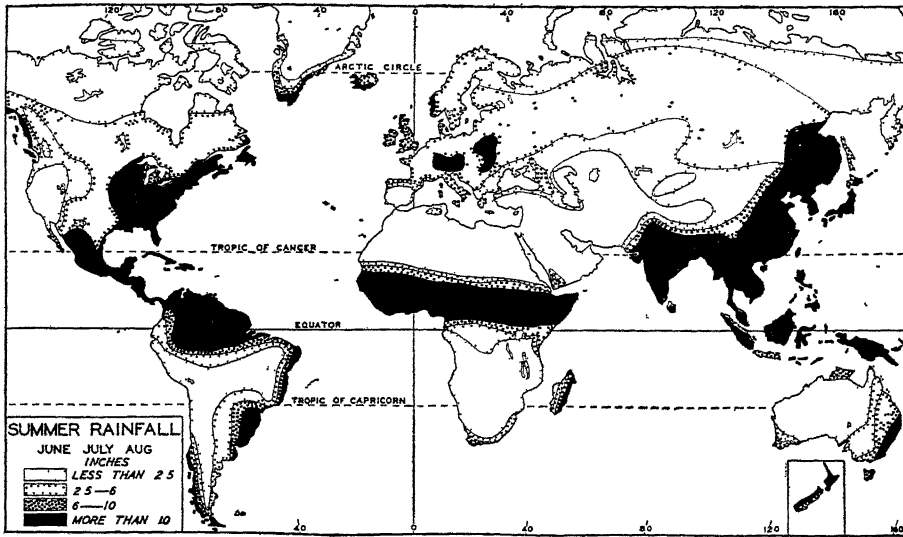 120 80 40 40 80 120 160
ARCTIC CIRCLE
TROPIC OF CANCER
EQUATOR
TROPIC OF CAPRICORN
SUMMER RAINFALL
JUNE JULY AUG
INCHES
LESS THAN 2 5
2 5—6
6—10
MORE THAN 10
40 0 40 80 120 160